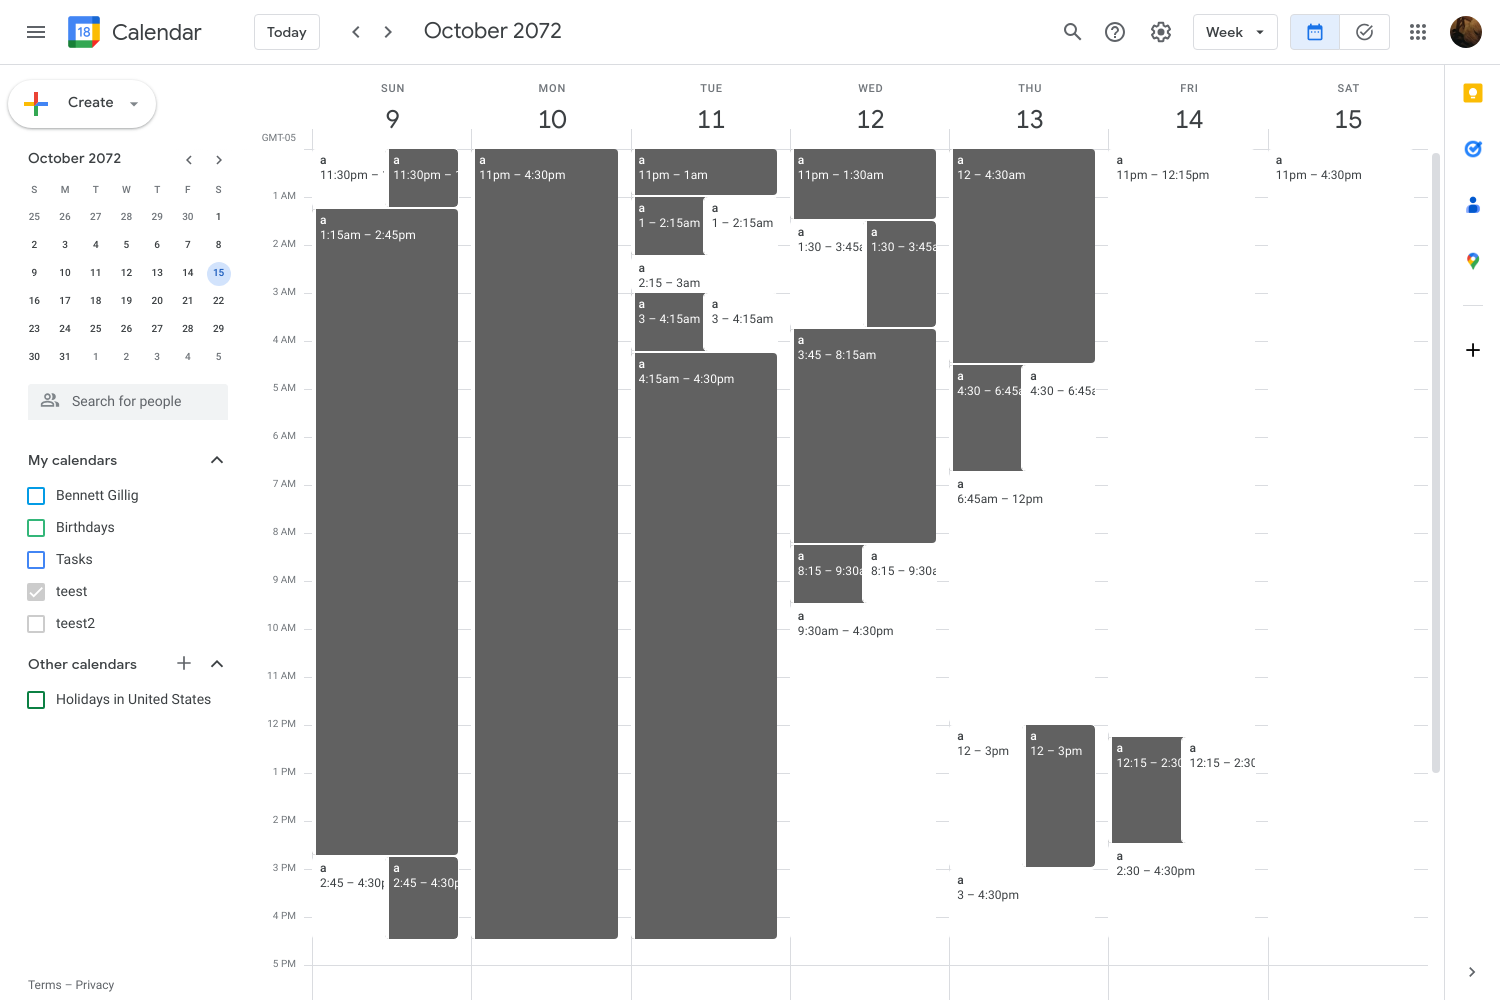 18 Calendar Today October 2072 Week
Create
October 2072
S M T W T F S
25 26 27 28 29 30 1
2 3 4 5 6 7 8
9 10 11 12 13 14 15
16 17 18 19 20 21 22
23 24 25 26 27 28 29
30 31 1 2 3 4 5
Search for people
My calendars
Bennett Gillig
Birthdays
Tasks
teest
teest2
Other calendars
Holidays in United States
Terms – Privacy
SUN MON TUE WED THU FRI SAT
9 10 11 12 13 14 15
GMT-05
1 AM
2 AM
3 AM
4 AM
5 AM
6 AM
7 AM
8 AM
9 AM
10 AM
11 AM
12 PM
1 PM
2 PM
3 PM
4 PM
5 PM
a
11:30pm –
a
11:30pm –
a
1:15am – 2:45pm
a
2:45 – 4:30p
a
2:45 – 4:30p
a
11pm – 4:30pm
a
11pm – 1am
a
1 – 2:15am
a
1 – 2:15am
a
2:15 – 3am
a
3 – 4:15am
a
3 – 4:15am
a
4:15am – 4:30pm
a
11pm – 1:30am
a
1:30 – 3:45a
a
1:30 – 3:45a
a
3:45 – 8:15am
a
8:15 – 9:30a
a
8:15 – 9:30a
a
9:30am – 4:30pm
a
12 – 4:30am
a
4:30 – 6:45a
a
4:30 – 6:45a
a
6:45am – 12pm
a
12 – 3pm
a
12 – 3pm
a
3 – 4:30pm
a
11pm – 12:15pm
a
12:15 – 2:30
a
12:15 – 2:30
a
2:30 – 4:30pm
a
11pm – 4:30pm